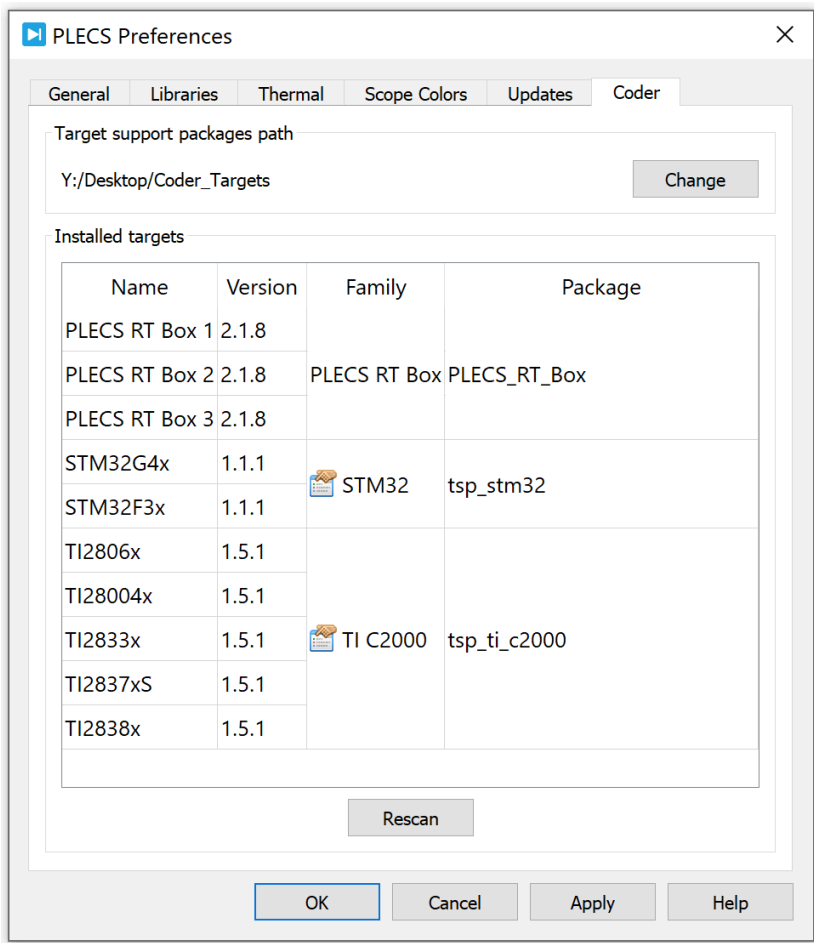 PLECS Preferences
General Libraries Thermal Scope Colors Updates Coder
Target support packages path
Y:/Desktop/Coder_Targets Change
Installed targets
Name Version Family Package
PLECS RT Box 1 2.1.8
PLECS RT Box 2 2.1.8 PLECS RT Box PLECS_RT_Box
PLECS RT Box 3 2.1.8
STM32G4x 1.1.1
STM32 tsp_stm32
STM32F3x 1.1.1
TI2806x 1.5.1
TI28004x 1.5.1
TI2833x 1.5.1 TI C2000 tsp_ti_c2000
TI2837xS 1.5.1
TI2838x 1.5.1
Rescan
OK Cancel Apply Help